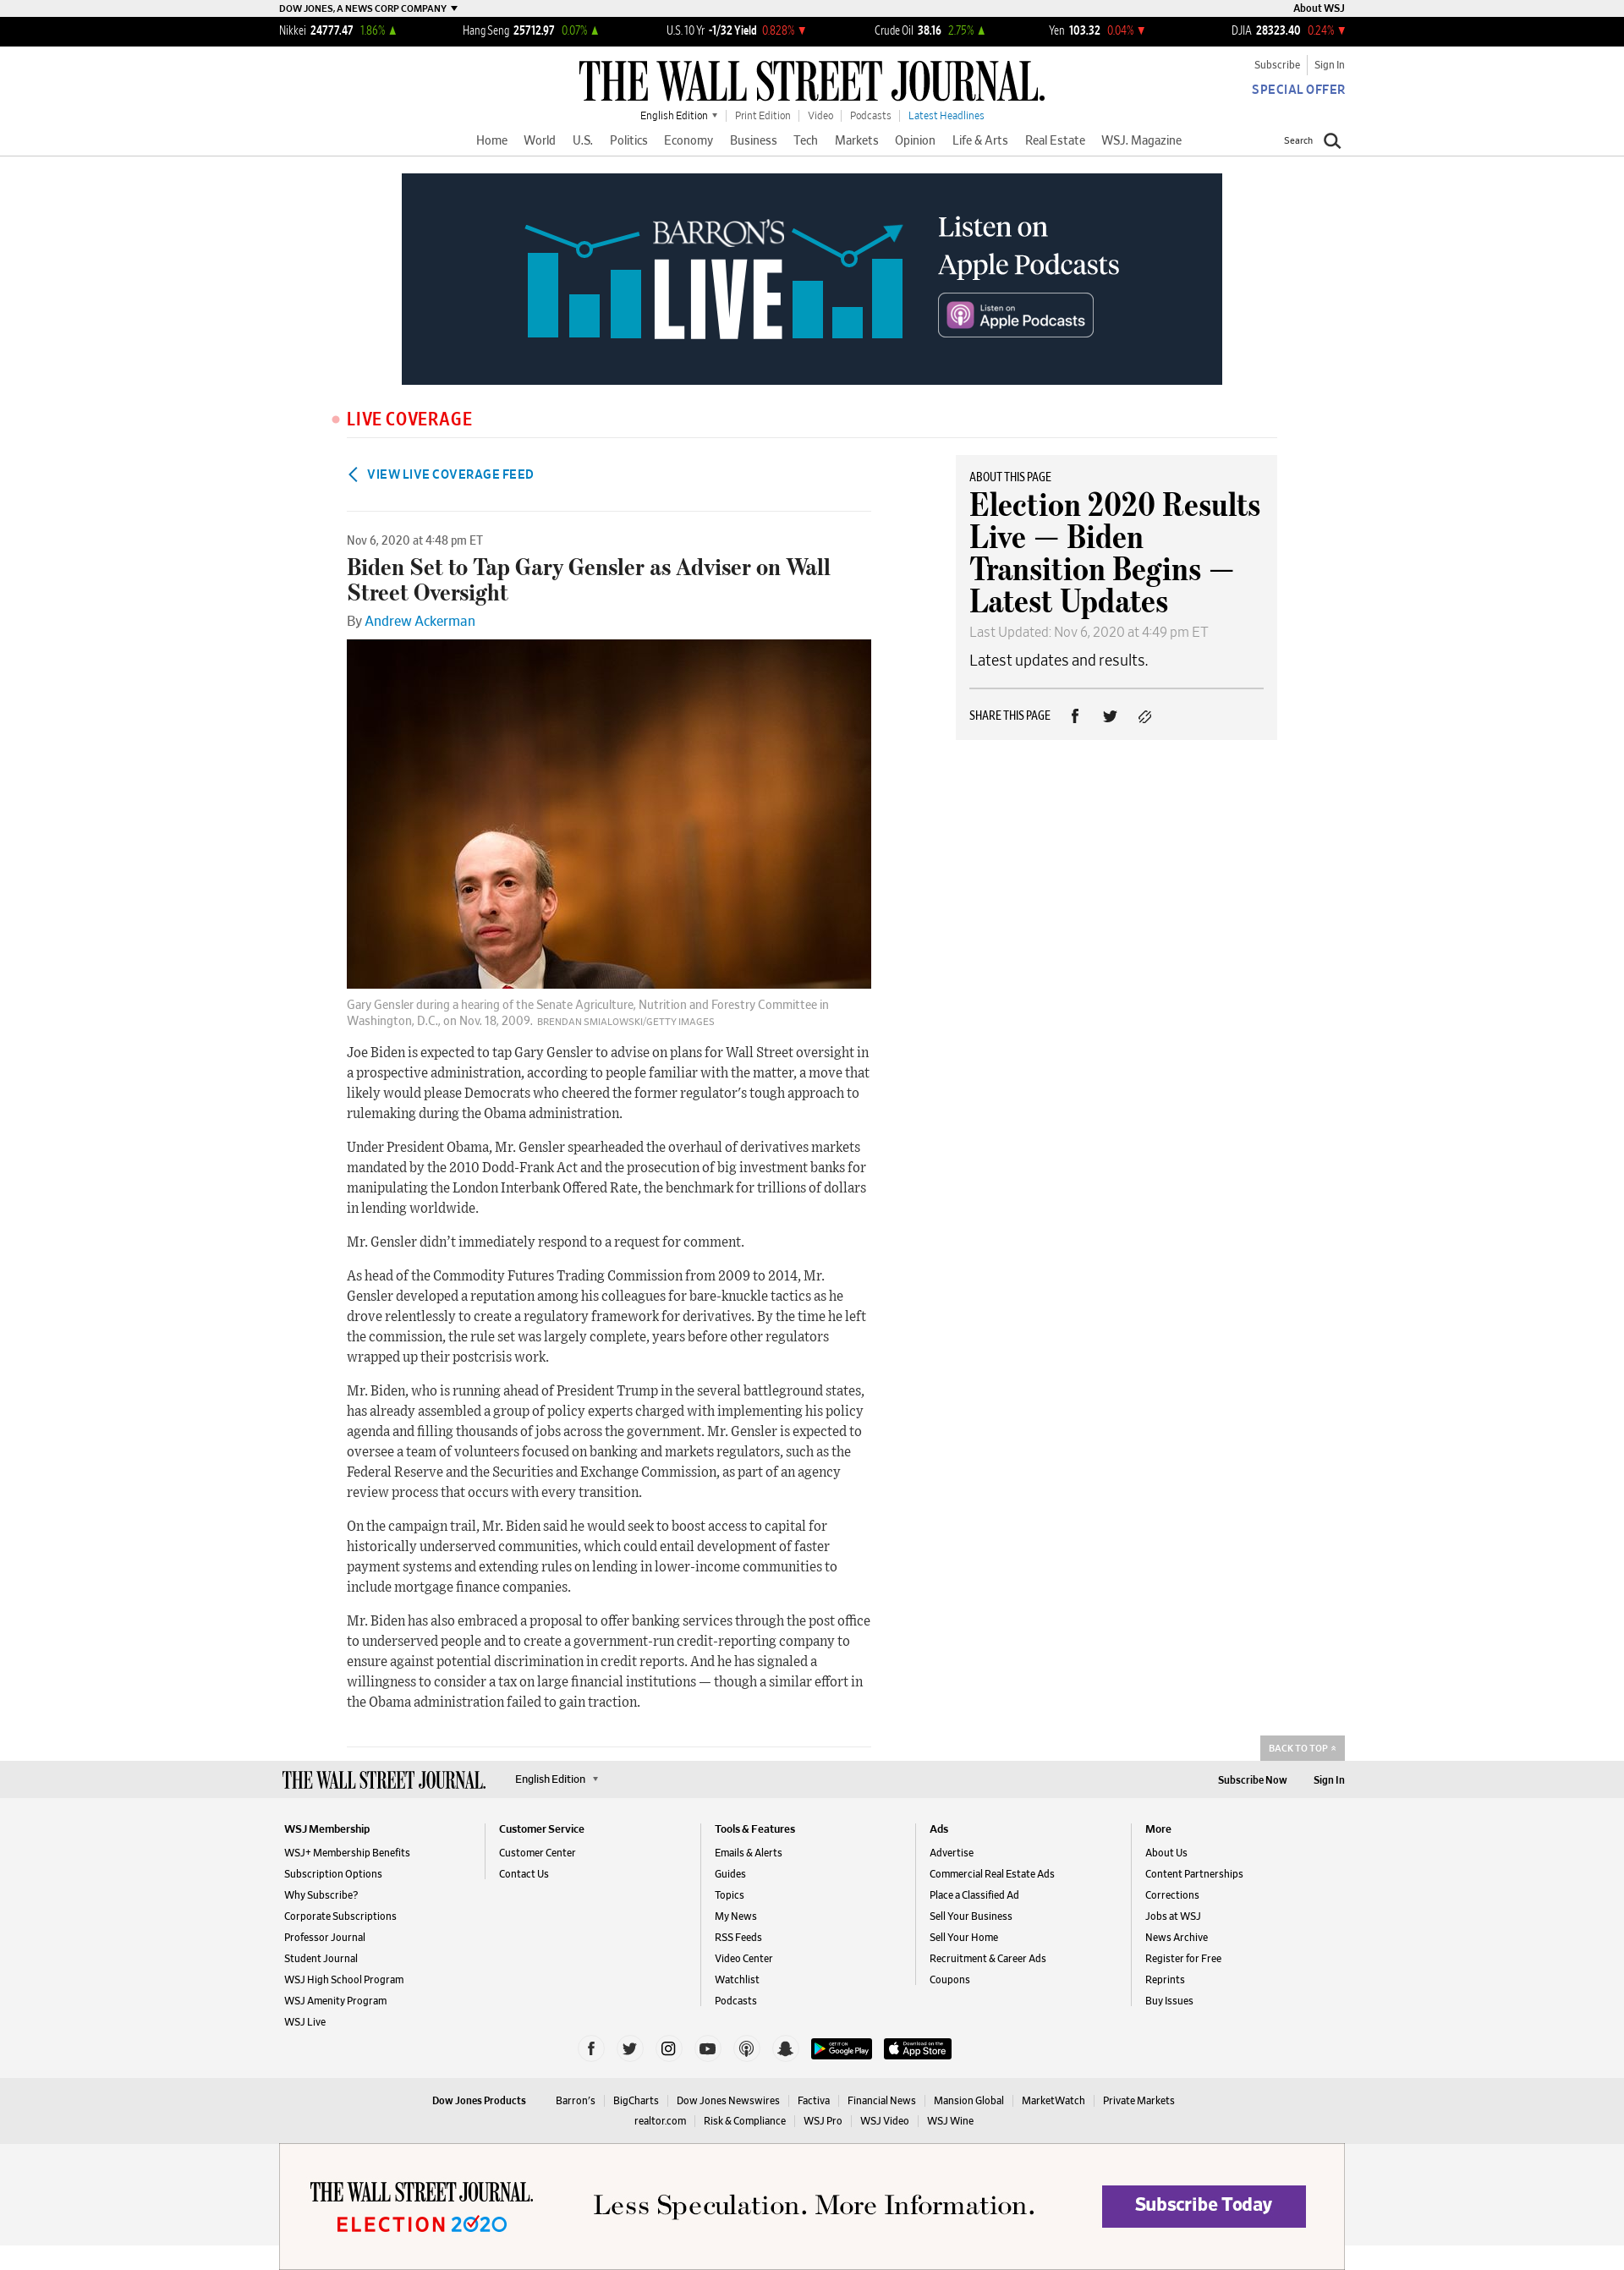 DOW JONES, A NEWS CORP COMPANY
About WSJ
Nikkei 24777.47 1.86%
Hang Seng 25712.97 0.07%
U.S. 10 Yr -1/32 Yield 0.828%
Crude Oil 38.16 2.75%
Yen 103.32 0.04%
DJIA 28323.40 0.24%
THE WALL STREET JOURNAL.
Subscribe
Sign In
SPECIAL OFFER
English Edition
Print Edition
Video
Podcasts
Latest Headlines
Home World U.S. Politics Economy Business Tech Markets Opinion Life & Arts Real Estate WSJ. Magazine
Search
BARRON'S
LIVE
Listen on
Apple Podcasts
Listen on
Apple Podcasts
LIVE COVERAGE
VIEW LIVE COVERAGE FEED
Nov 6, 2020 at 4:48 pm ET
Biden Set to Tap Gary Gensler as Adviser on Wall
Street Oversight
By Andrew Ackerman
Gary Gensler during a hearing of the Senate Agriculture, Nutrition and Forestry Committee in
Washington, D.C., on Nov. 18, 2009. BRENDAN SMIALOWSKI/GETTY IMAGES
Joe Biden is expected to tap Gary Gensler to advise on plans for Wall Street oversight in
a prospective administration, according to people familiar with the matter, a move that
likely would please Democrats who cheered the former regulator's tough approach to
rulemaking during the Obama administration.
Under President Obama, Mr. Gensler spearheaded the overhaul of derivatives markets
mandated by the 2010 Dodd-Frank Act and the prosecution of big investment banks for
manipulating the London Interbank Offered Rate, the benchmark for trillions of dollars
in lending worldwide.
Mr. Gensler didn't immediately respond to a request for comment.
As head of the Commodity Futures Trading Commission from 2009 to 2014, Mr.
Gensler developed a reputation among his colleagues for bare-knuckle tactics as he
drove relentlessly to create a regulatory framework for derivatives. By the time he left
the commission, the rule set was largely complete, years before other regulators
wrapped up their postcrisis work.
Mr. Biden, who is running ahead of President Trump in the several battleground states,
has already assembled a group of policy experts charged with implementing his policy
agenda and filling thousands of jobs across the government. Mr. Gensler is expected to
oversee a team of volunteers focused on banking and markets regulators, such as the
Federal Reserve and the Securities and Exchange Commission, as part of an agency
review process that occurs with every transition.
On the campaign trail, Mr. Biden said he would seek to boost access to capital for
historically underserved communities, which could entail development of faster
payment systems and extending rules on lending in lower-income communities to
include mortgage finance companies.
Mr. Biden has also embraced a proposal to offer banking services through the post office
to underserved people and to create a government-run credit-reporting company to
ensure against potential discrimination in credit reports. And he has signaled a
willingness to consider a tax on large financial institutions — though a similar effort in
the Obama administration failed to gain traction.
ABOUT THIS PAGE
Election 2020 Results
Live — Biden
Transition Begins —
Latest Updates
Last Updated: Nov 6, 2020 at 4:49 pm ET
Latest updates and results.
SHARE THIS PAGE
BACK TO TOP
THE WALL STREET JOURNAL.
English Edition
Subscribe Now
Sign In
WSJ Membership
WSJ+ Membership Benefits
Subscription Options
Why Subscribe?
Corporate Subscriptions
Professor Journal
Student Journal
WSJ High School Program
WSJ Amenity Program
WSJ Live
Customer Service
Customer Center
Contact Us
Tools & Features
Emails & Alerts
Guides
Topics
My News
RSS Feeds
Video Center
Watchlist
Podcasts
Ads
Advertise
Commercial Real Estate Ads
Place a Classified Ad
Sell Your Business
Sell Your Home
Recruitment & Career Ads
Coupons
More
About Us
Content Partnerships
Corrections
Jobs at WSJ
News Archive
Register for Free
Reprints
Buy Issues
GET IT ON
Google Play
Download on the
App Store
Dow Jones Products
Barron's BigCharts Dow Jones Newswires Factiva Financial News Mansion Global MarketWatch Private Markets
realtor.com Risk & Compliance WSJ Pro WSJ Video WSJ Wine
THE WALL STREET JOURNAL.
ELECTION 2020
Less Speculation. More Information.
Subscribe Today